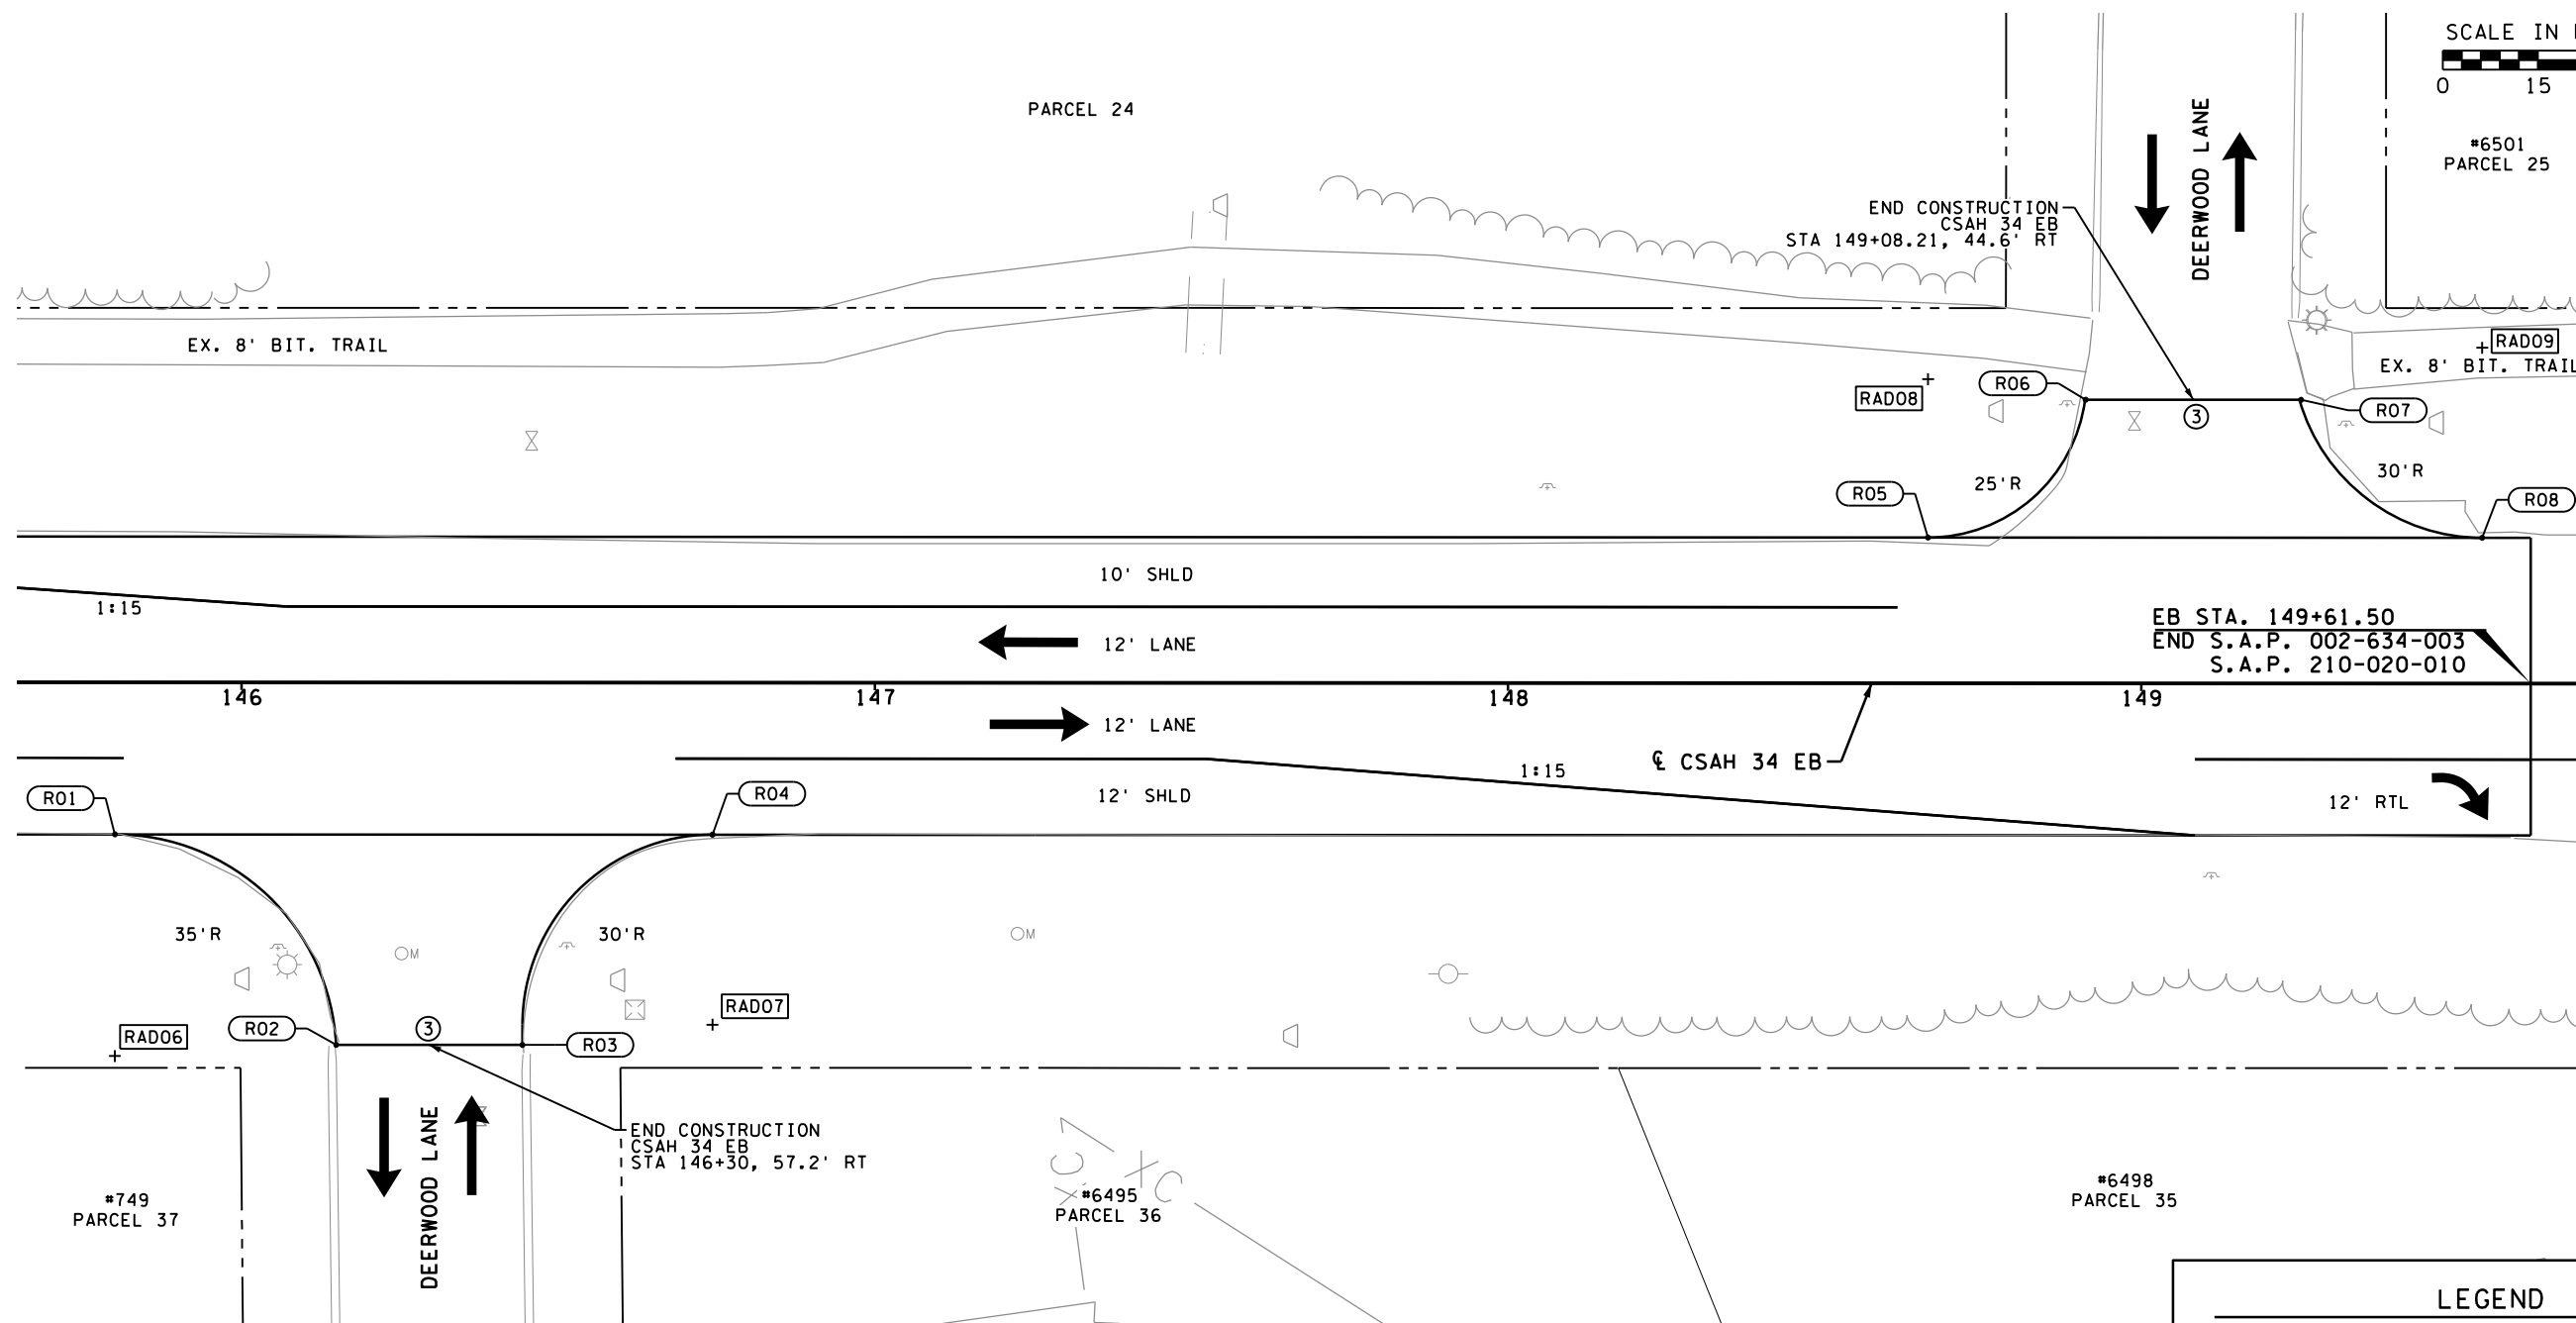 SCALE IN
0 15
PARCEL 24
DEERWOOD LANE
#6501
PARCEL 25
END CONSTRUCTION
CSAH 34 EB
STA 149+08.21, 44.6' RT
EX. 8' BIT. TRAIL
RAD09
EX. 8' BIT. TRAIL
RAD08
R06
3
R07
25'R
30'R
R05
R08
10' SHLD
1:15
12' LANE
EB STA. 149+61.50
END S.A.P. 002-634-003
S.A.P. 210-020-010
146
147
148
149
12' LANE
℄ CSAH 34 EB
1:15
R01
R04
12' SHLD
12' RTL
35'R
30'R
M
M
RAD06
R02
3
R03
RAD07
DEERWOOD LANE
END CONSTRUCTION
CSAH 34 EB
STA 146+30, 57.2' RT
XC
XC
#749
PARCEL 37
#6495
PARCEL 36
#6498
PARCEL 35
LEGEND